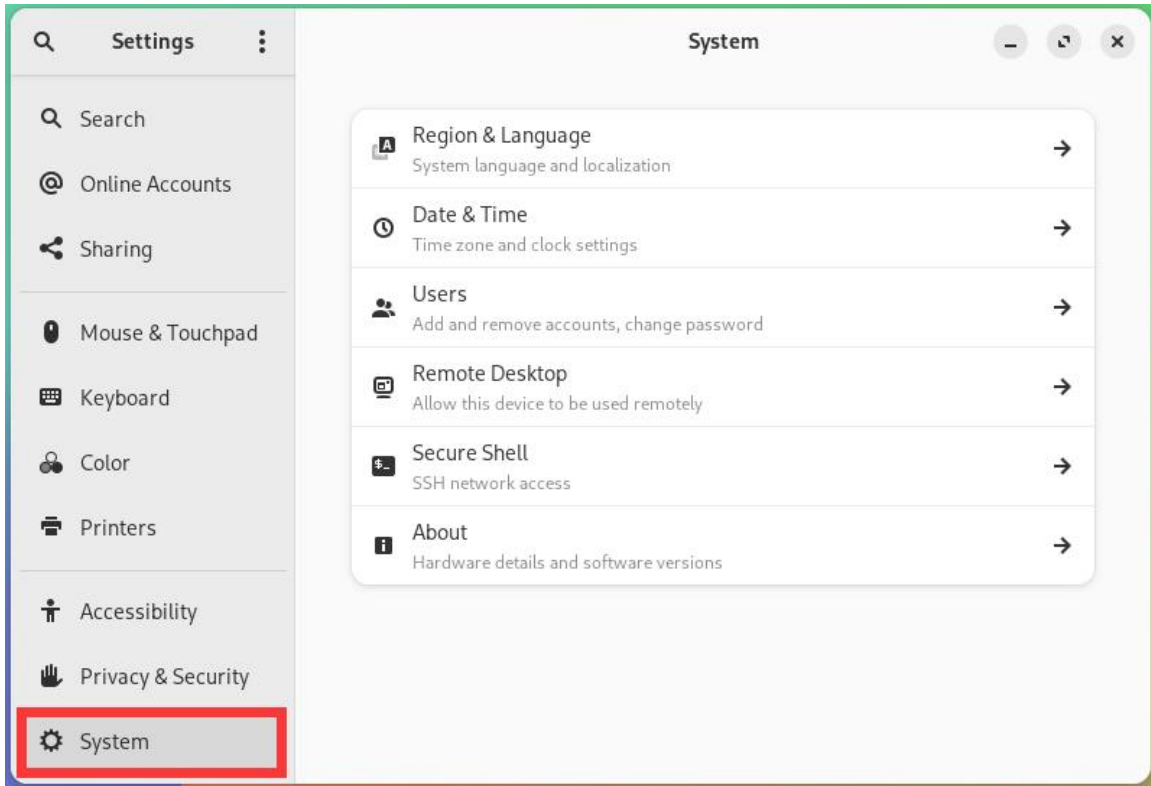 Settings
System
Search
Online Accounts
Sharing
Mouse & Touchpad
Keyboard
Color
Printers
Accessibility
Privacy & Security
System
Region & Language
System language and localization
Date & Time
Time zone and clock settings
Users
Add and remove accounts, change password
Remote Desktop
Allow this device to be used remotely
Secure Shell
SSH network access
About
Hardware details and software versions